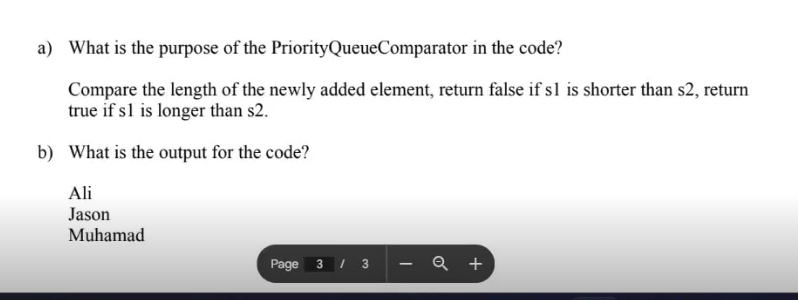 a) What is the purpose of the PriorityQueueComparator in the code?
Compare the length of the newly added element, return false if s1 is shorter than s2, return
true if s1 is longer than s2.
b) What is the output for the code?
Ali
Jason
Muhamad
Page 3 / 3